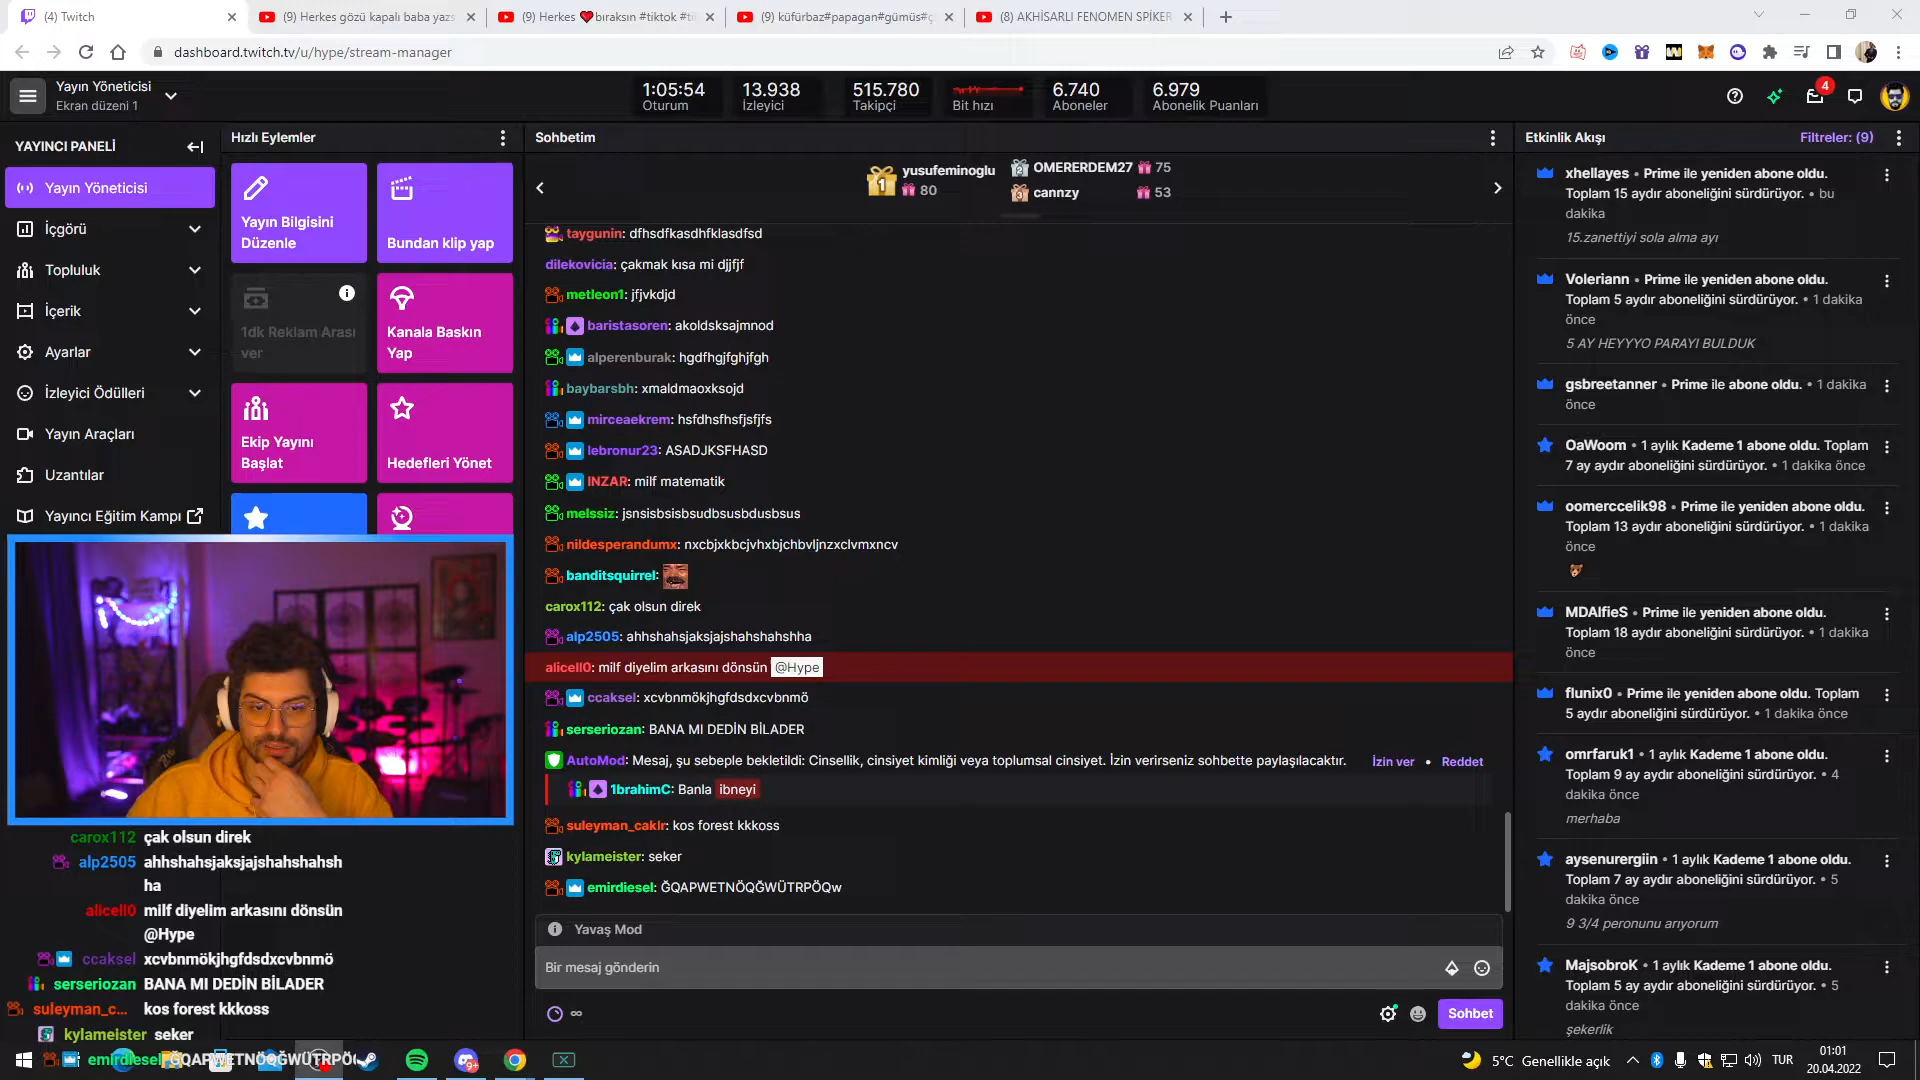 (4) Twitch
(9) Herkes gözü kapalı baba yazs
(9) Herkes ❤️bıraksın #tiktok #ti
(9) küfürbaz#papagan#gümüs#ç
(8) AKHİSARLI FENOMEN SPİKER
dashboard.twitch.tv/u/hype/stream-manager
Yayın Yöneticisi
Ekran düzeni 1
1:05:54
Oturum
13.938
İzleyici
515.780
Takipçi
Bit hızı
6.740
Aboneler
6.979
Abonelik Puanları
4
YAYINCI PANELİ
Yayın Yöneticisi
İçgörü
Topluluk
İçerik
Ayarlar
İzleyici Ödülleri
Yayın Araçları
Uzantılar
Yayıncı Eğitim Kampı
Hızlı Eylemler
Yayın Bilgisini
Düzenle
Bundan klip yap
1dk Reklam Arası
ver
Kanala Baskın
Yap
Ekip Yayını
Başlat
Hedefleri Yönet
carox112 çak olsun direk
alp2505 ahhshahsjaksjajshahshahsh
ha
alicell0 milf diyelim arkasını dönsün
@Hype
ccaksel xcvbnmökjhgfdsdxcvbnmö
serseriozan BANA MI DEDİN BİLADER
suleyman_c... kos forest kkkoss
kylameister seker
emirdiesel ĞQAPWETNÖQĞWÜTRPÖ
Sohbetim
1 yusufeminoglu
80
2 OMERERDEM27 75
3 cannzy 53
taygunin: dfhsdfkasdhfklasdfsd
dilekovicia: çakmak kısa mi djjfjf
metleon1: jfjvkdjd
baristasoren: akoldsksajmnod
alperenburak: hgdfhgjfghjfgh
baybarsbh: xmaldmaoxksojd
mirceaekrem: hsfdhsfhsfjsfjfs
lebronur23: ASADJKSFHASD
INZAR: milf matematik
melssiz: jsnsisbsisbsudbsusbdusbsus
nildesperandumx: nxcbjxkbcjvhxbjchbvljnzxclvmxncv
banditsquirrel:
carox112: çak olsun direk
alp2505: ahhshahsjaksjajshahshahshha
alicell0: milf diyelim arkasını dönsün @Hype
ccaksel: xcvbnmökjhgfdsdxcvbnmö
serseriozan: BANA MI DEDİN BİLADER
AutoMod: Mesaj, şu sebeple bekletildi: Cinsellik, cinsiyet kimliği veya toplumsal cinsiyet. İzin verirseniz sohbette paylaşılacaktır. İzin ver • Reddet
1brahimC: Banla ibneyi
suleyman_caklr: kos forest kkkoss
kylameister: seker
emirdiesel: ĞQAPWETNÖQĞWÜTRPÖQw
Yavaş Mod
Bir mesaj gönderin
∞
Sohbet
Etkinlik Akışı
Filtreler: (9)
xhellayes • Prime ile yeniden abone oldu.
Toplam 15 aydır aboneliğini sürdürüyor. • bu
dakika
15.zanettiyi sola alma ayı
Voleriann • Prime ile yeniden abone oldu.
Toplam 5 aydır aboneliğini sürdürüyor. • 1 dakika
önce
5 AY HEYYYO PARAYI BULDUK
gsbreetanner • Prime ile abone oldu. • 1 dakika
önce
OaWoom • 1 aylık Kademe 1 abone oldu. Toplam
7 ay aydır aboneliğini sürdürüyor. • 1 dakika önce
oomerccelik98 • Prime ile yeniden abone oldu.
Toplam 13 aydır aboneliğini sürdürüyor. • 1 dakika
önce
MDAlfieS • Prime ile yeniden abone oldu.
Toplam 18 aydır aboneliğini sürdürüyor. • 1 dakika
önce
flunix0 • Prime ile yeniden abone oldu. Toplam
5 aydır aboneliğini sürdürüyor. • 1 dakika önce
omrfaruk1 • 1 aylık Kademe 1 abone oldu.
Toplam 9 ay aydır aboneliğini sürdürüyor. • 4
dakika önce
merhaba
aysenurergiin • 1 aylık Kademe 1 abone oldu.
Toplam 7 ay aydır aboneliğini sürdürüyor. • 5
dakika önce
9 3/4 peronunu arıyorum
MajsobroK • 1 aylık Kademe 1 abone oldu.
Toplam 5 ay aydır aboneliğini sürdürüyor. • 5
dakika önce
şekerlik
5°C Genellikle açık
TUR
01:01
20.04.2022